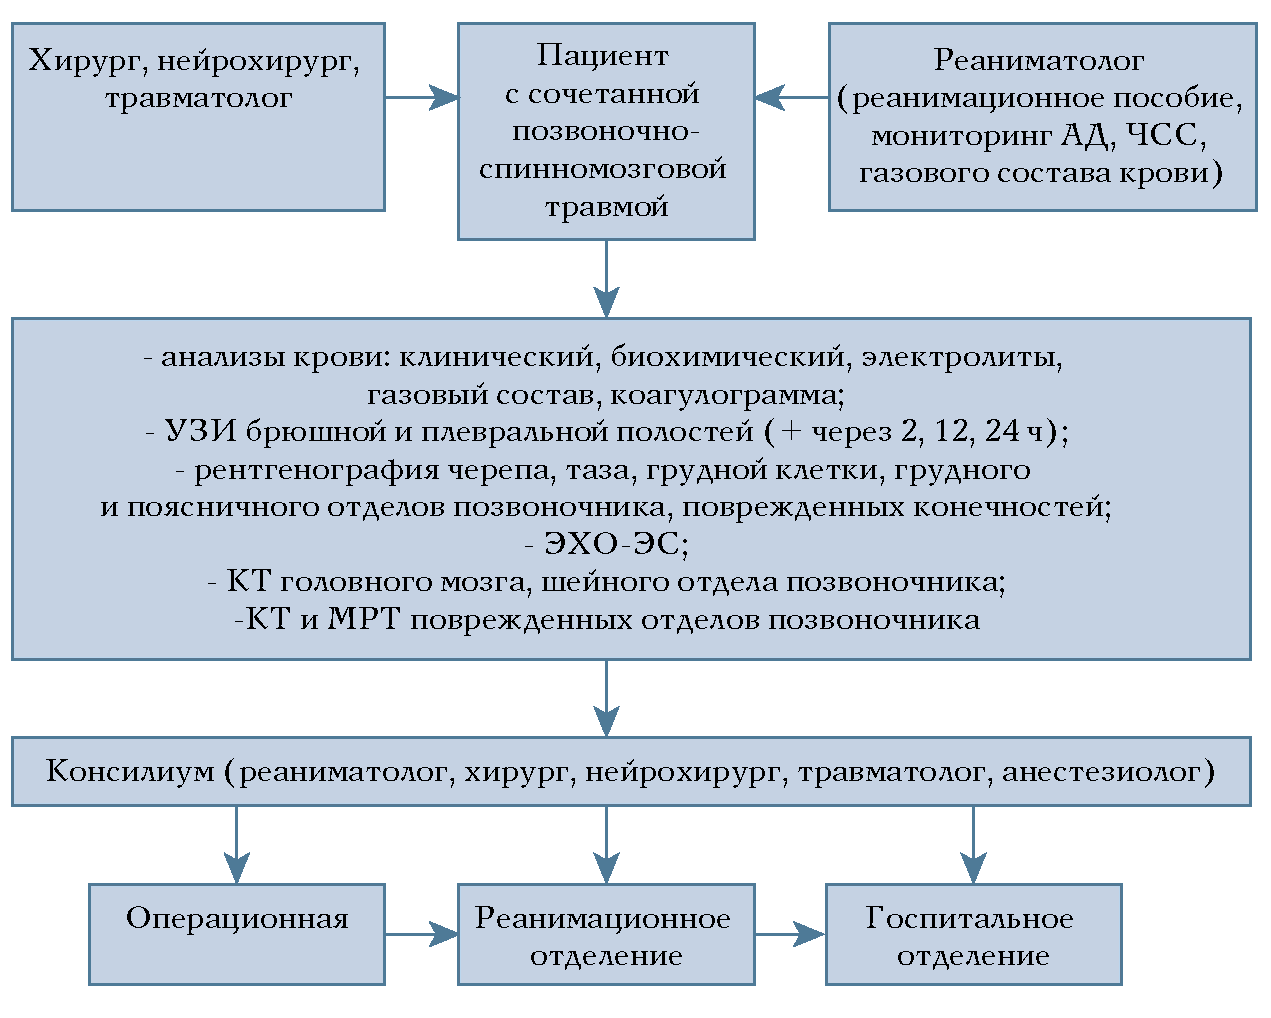 Хирург, нейрохирург,
травматолог
Пациент
с сочетанной
позвоночно-
спинномозговой
травмой
Реаниматолог
(реанимационное пособие,
мониторинг АД, ЧСС,
газового состава крови)
- анализы крови: клинический, биохимический, электролиты,
газовый состав, коагулограмма;
- УЗИ брюшной и плевральной полостей (+ через 2, 12, 24 ч);
- рентгенография черепа, таза, грудной клетки, грудного
и поясничного отделов позвоночника, поврежденных конечностей;
- ЭХО-ЭС;
- КТ головного мозга, шейного отдела позвоночника;
-КТ и МРТ поврежденных отделов позвоночника
Консилиум (реаниматолог, хирург, нейрохирург, травматолог, анестезиолог)
Операционная
Реанимационное
отделение
Госпитальное
отделение